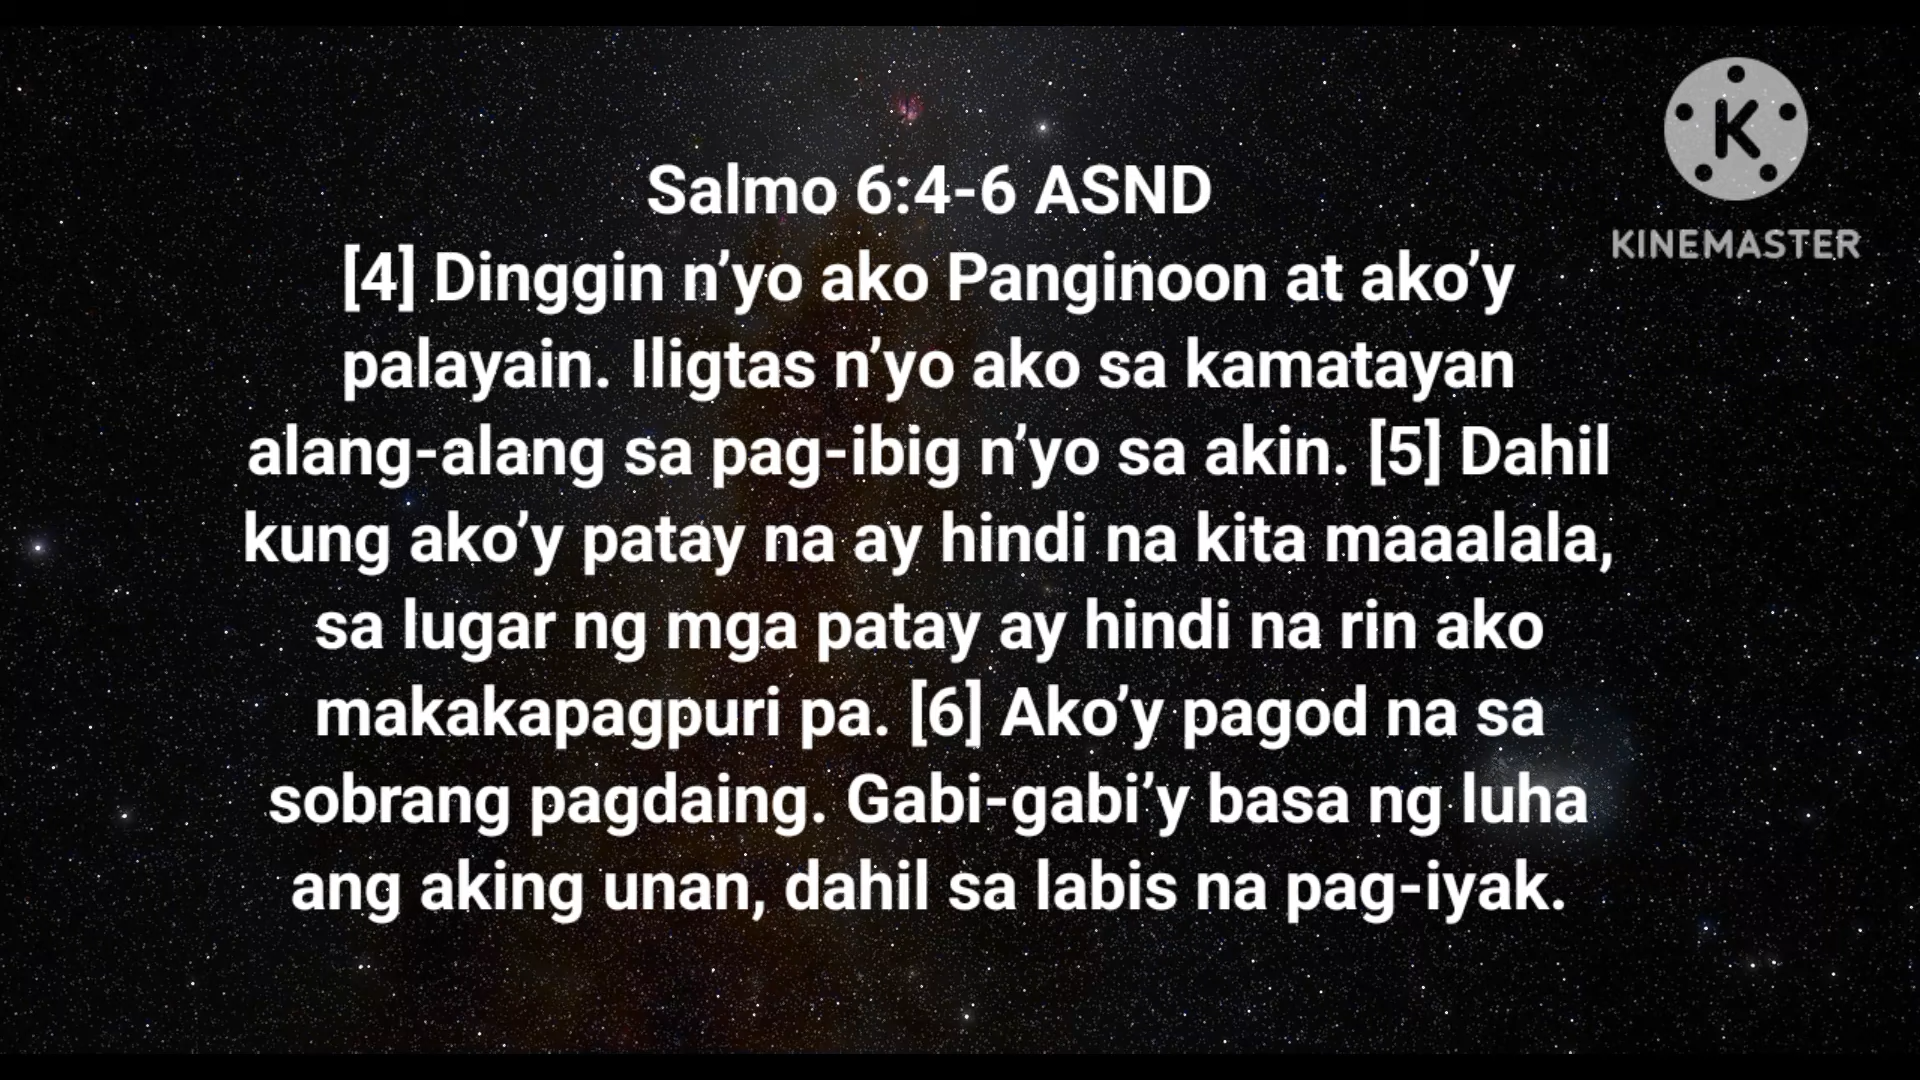 Salmo 6:4-6 ASND
[4] Dinggin n’yo ako Panginoon at ako’y
palayain. Iligtas n’yo ako sa kamatayan
alang-alang sa pag-ibig n’yo sa akin. [5] Dahil
kung ako’y patay na ay hindi na kita maaalala,
sa lugar ng mga patay ay hindi na rin ako
makakapagpuri pa. [6] Ako’y pagod na sa
sobrang pagdaing. Gabi-gabi’y basa ng luha
ang aking unan, dahil sa labis na pag-iyak.
K
KINEMASTER